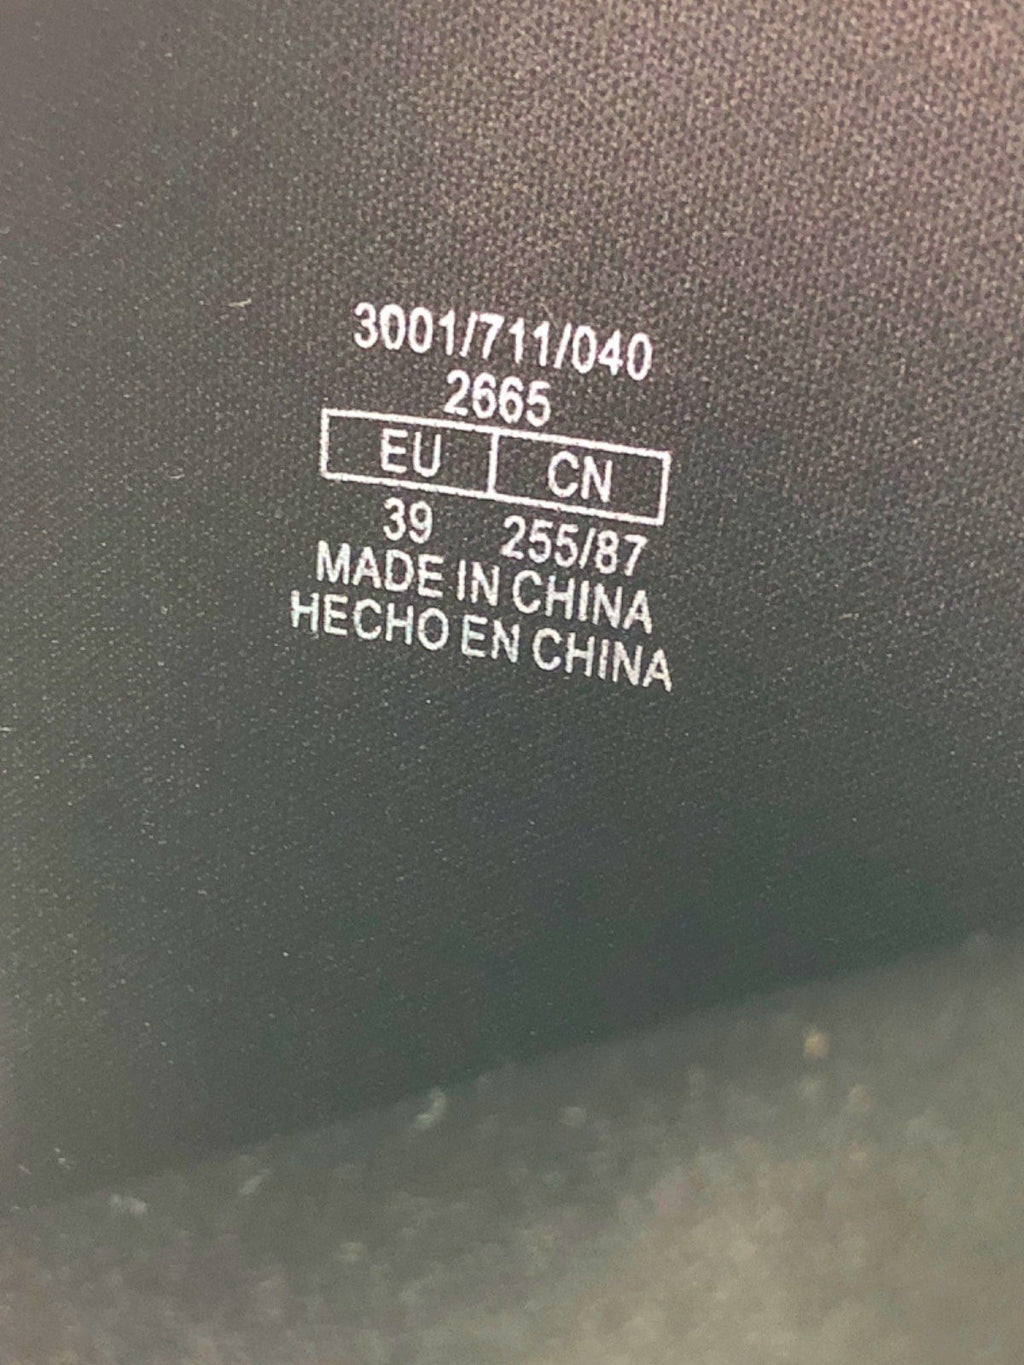 3001/711/040
2665
EU CN
39 255/87
MADE IN CHINA
HECHO EN CHINA